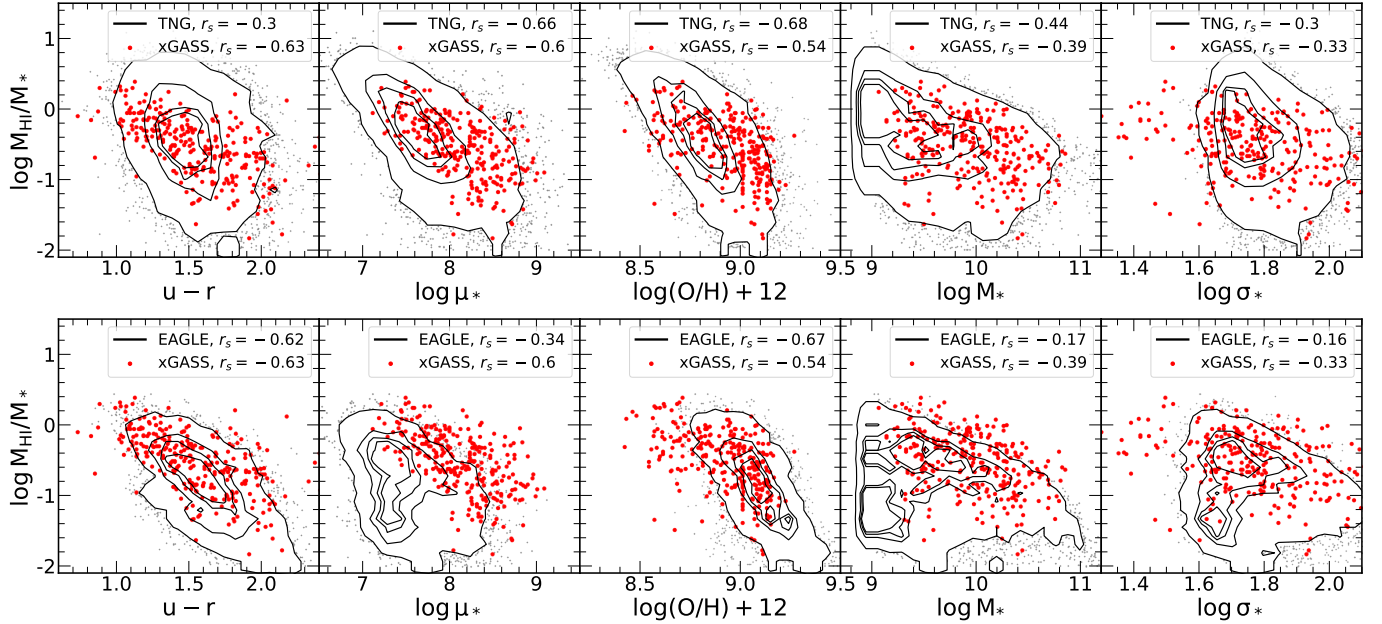 TNG, r_s = −0.3
xGASS, r_s = −0.63
TNG, r_s = −0.66
xGASS, r_s = −0.6
TNG, r_s = −0.68
xGASS, r_s = −0.54
TNG, r_s = −0.44
xGASS, r_s = −0.39
TNG, r_s = −0.3
xGASS, r_s = −0.33
log M_HI/M_*
1
0
-1
-2
1.0 1.5 2.0
7 8 9
8.5 9.0 9.5
9 10 11
1.4 1.6 1.8 2.0
u − r
log μ_*
log(O/H) + 12
log M_*
log σ_*
EAGLE, r_s = −0.62
xGASS, r_s = −0.63
EAGLE, r_s = −0.34
xGASS, r_s = −0.6
EAGLE, r_s = −0.67
xGASS, r_s = −0.54
EAGLE, r_s = −0.17
xGASS, r_s = −0.39
EAGLE, r_s = −0.16
xGASS, r_s = −0.33
log M_HI/M_*
1
0
-1
-2
1.0 1.5 2.0
7 8 9
8.5 9.0 9.5
9 10 11
1.4 1.6 1.8 2.0
u − r
log μ_*
log(O/H) + 12
log M_*
log σ_*